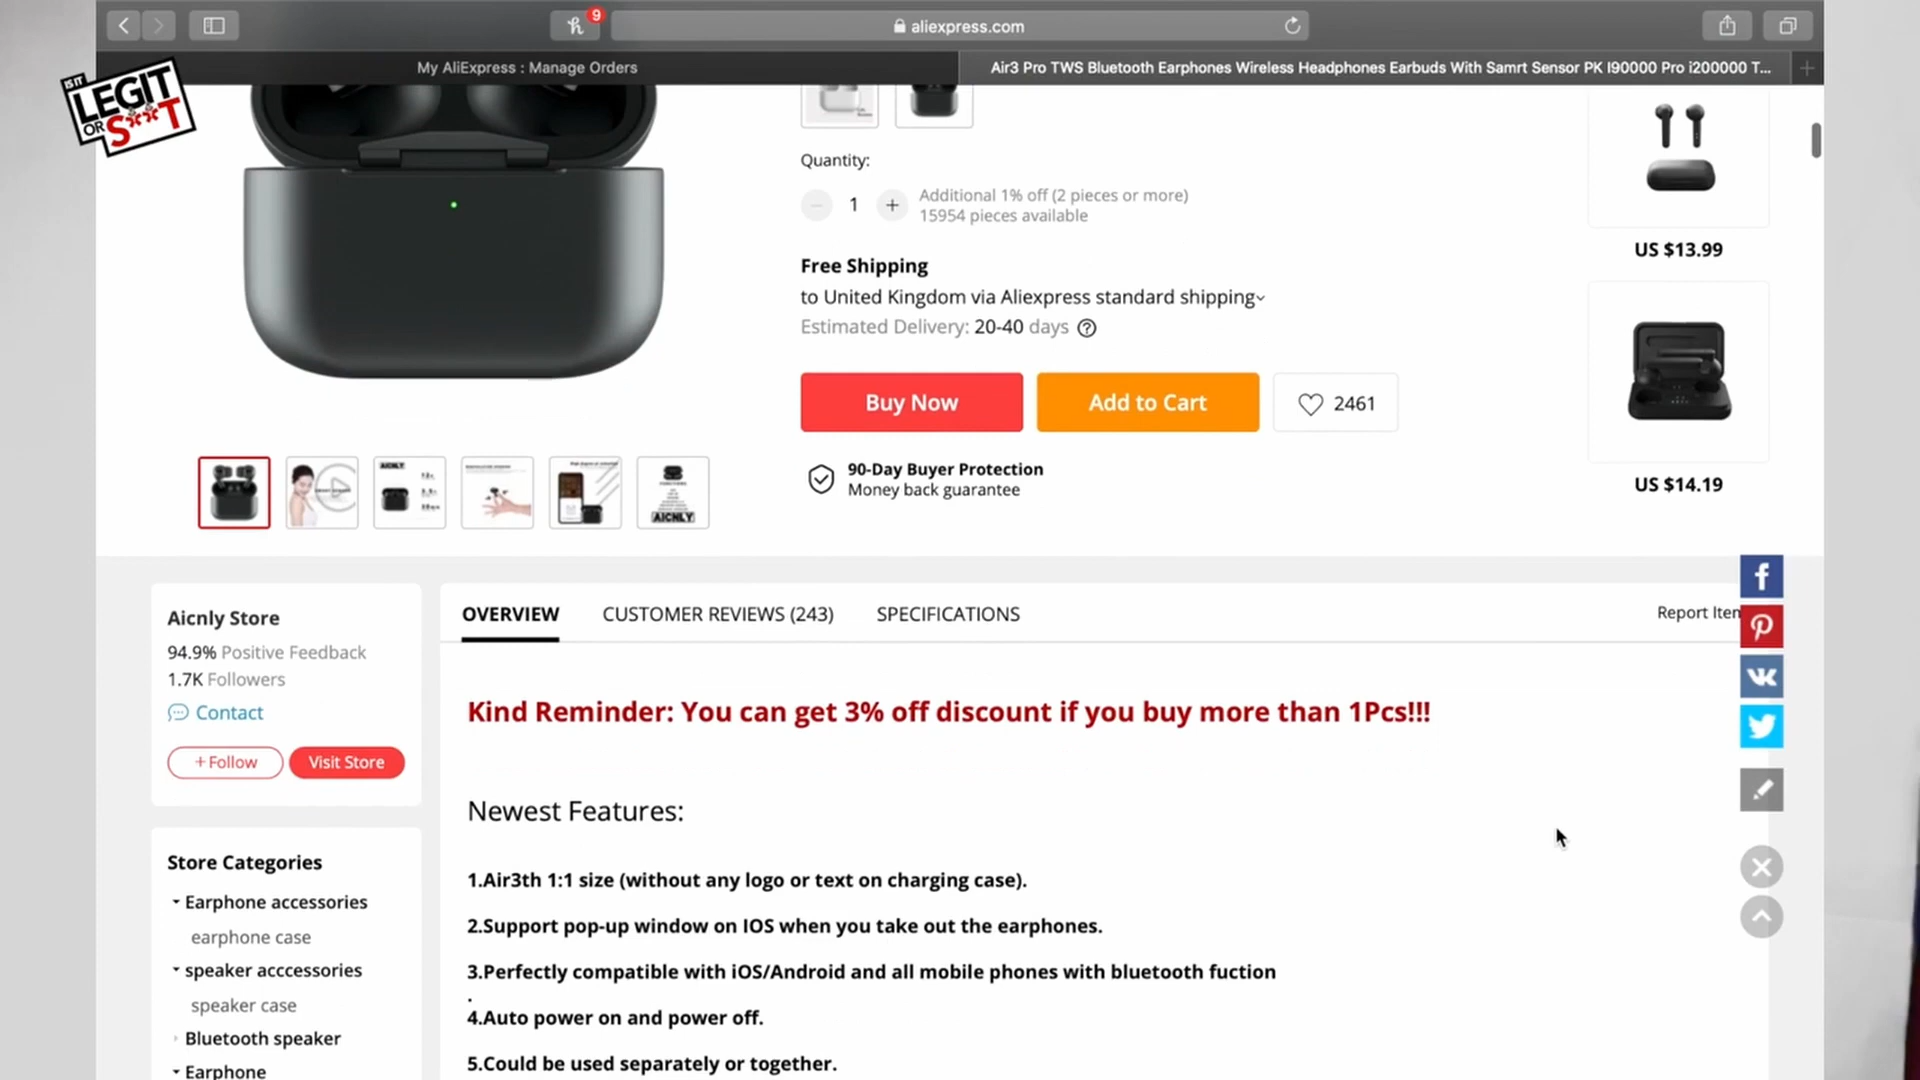 9
aliexpress.com
My AliExpress : Manage Orders
Air3 Pro TWS Bluetooth Earphones Wireless Headphones Earbuds With Samrt Sensor PK I90000 Pro i200000 T...
IS IT
LEGIT
OR S**T
Quantity:
1
Additional 1% off (2 pieces or more)
15954 pieces available
Free Shipping
to United Kingdom via Aliexpress standard shipping
Estimated Delivery: 20-40 days
Buy Now
Add to Cart
2461
90-Day Buyer Protection
Money back guarantee
US $13.99
US $14.19
AICNLY
AICNLY
Aicnly Store
94.9% Positive Feedback
1.7K Followers
Contact
+ Follow
Visit Store
Store Categories
Earphone accessories
earphone case
speaker acccessories
speaker case
Bluetooth speaker
Earphone
OVERVIEW
CUSTOMER REVIEWS (243)
SPECIFICATIONS
Report Item
Kind Reminder: You can get 3% off discount if you buy more than 1Pcs!!!
Newest Features:
1.Air3th 1:1 size (without any logo or text on charging case).
2.Support pop-up window on IOS when you take out the earphones.
3.Perfectly compatible with iOS/Android and all mobile phones with bluetooth fuction
.
4.Auto power on and power off.
5.Could be used separately or together.